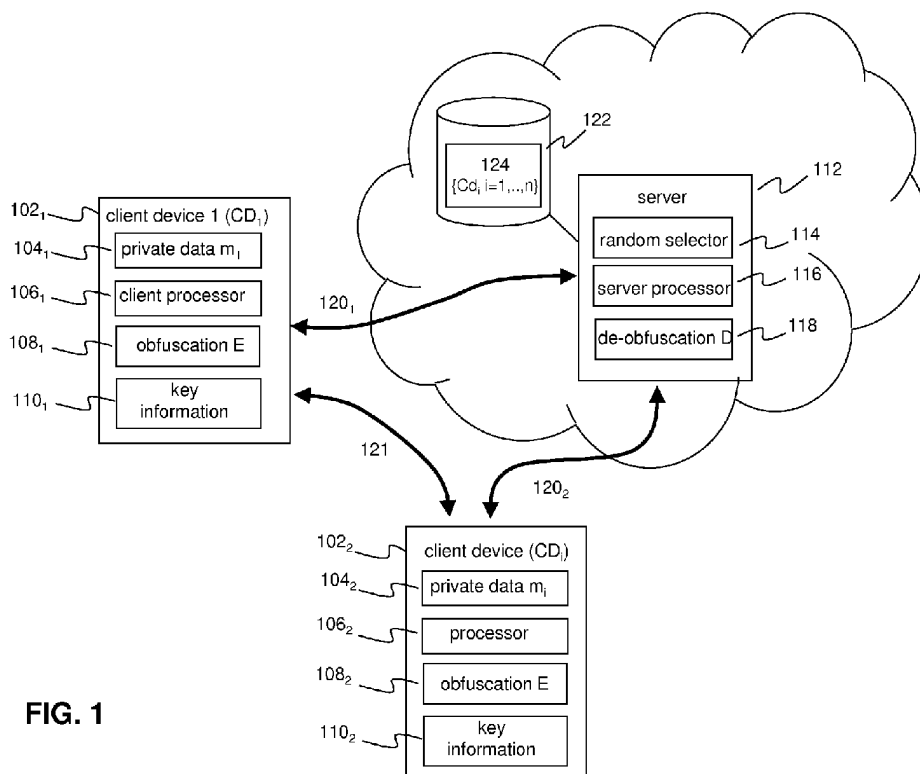 122
124
{Cdᵢ i=1,..,n}
112
server
random selector
114
server processor
116
de-obfuscation D
118
102₁
client device 1 (CD₁)
104₁
private data m₁
106₁
client processor
108₁
obfuscation E
110₁
key
information
120₁
121
120₂
102₂
client device (CDᵢ)
104₂
private data mᵢ
106₂
processor
108₂
obfuscation E
110₂
key
information
FIG. 1